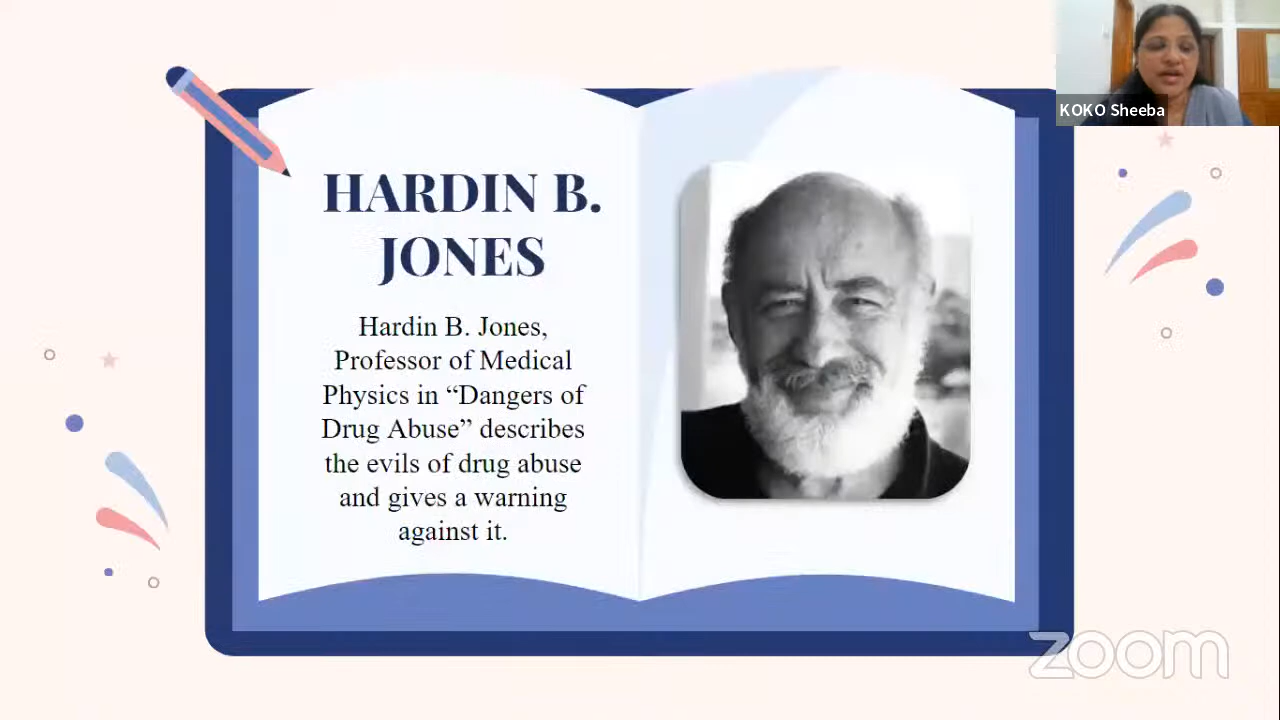 KOKO Sheeba
HARDIN B.
JONES
Hardin B. Jones,
Professor of Medical
Physics in “Dangers of
Drug Abuse” describes
the evils of drug abuse
and gives a warning
against it.
zoom